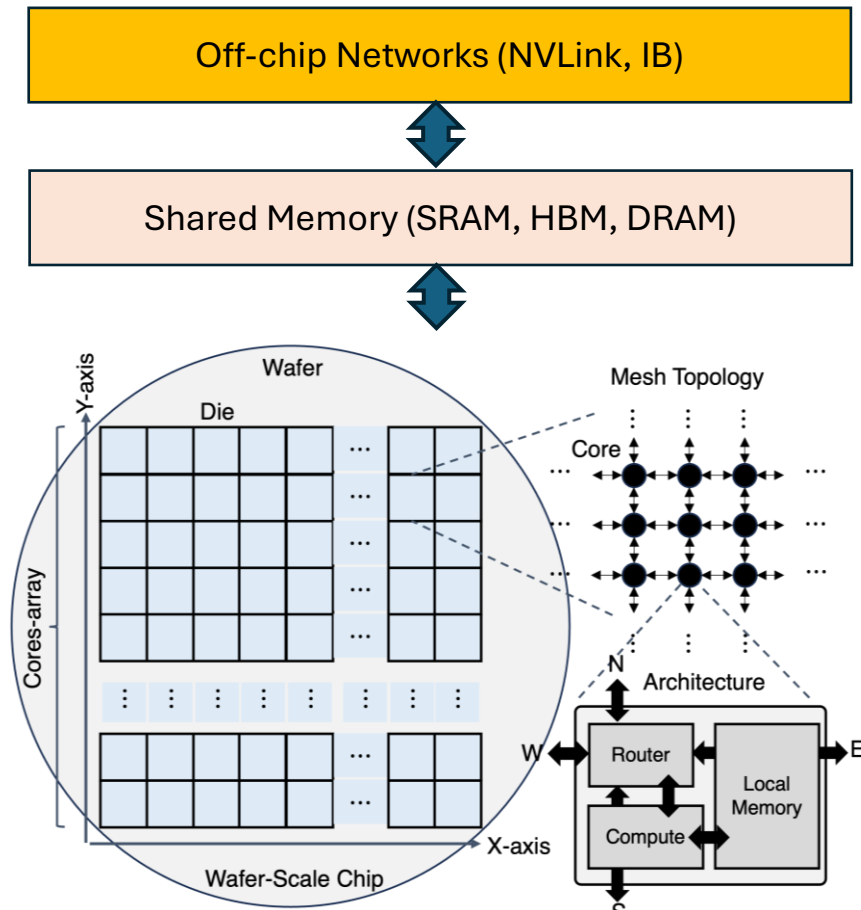 Off-chip Networks (NVLink, IB)
Shared Memory (SRAM, HBM, DRAM)
Wafer
Y-axis
Die
...
...
...
...
...
Cores-array
... ... ... ... ... ... ... ...
...
...
X-axis
Wafer-Scale Chip
Mesh Topology
... ... ...
Core
... ...
... ...
... ...
... ... ...
N
Architecture
W
Router
E
Local
Memory
Compute
S